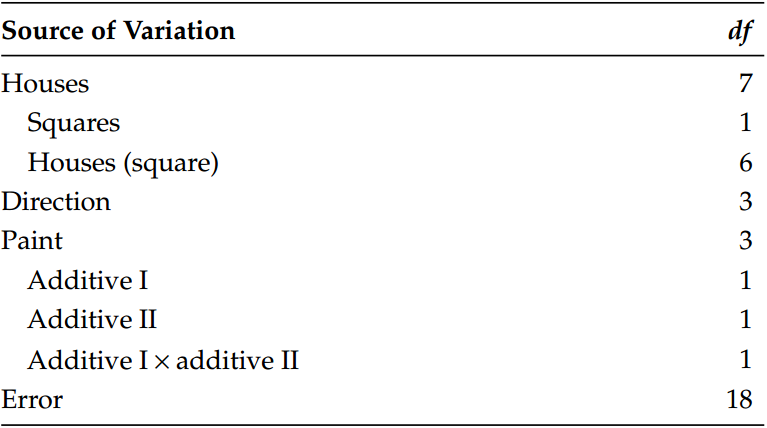 Source of Variation df
Houses 7
Squares 1
Houses (square) 6
Direction 3
Paint 3
Additive I 1
Additive II 1
Additive I × additive II 1
Error 18